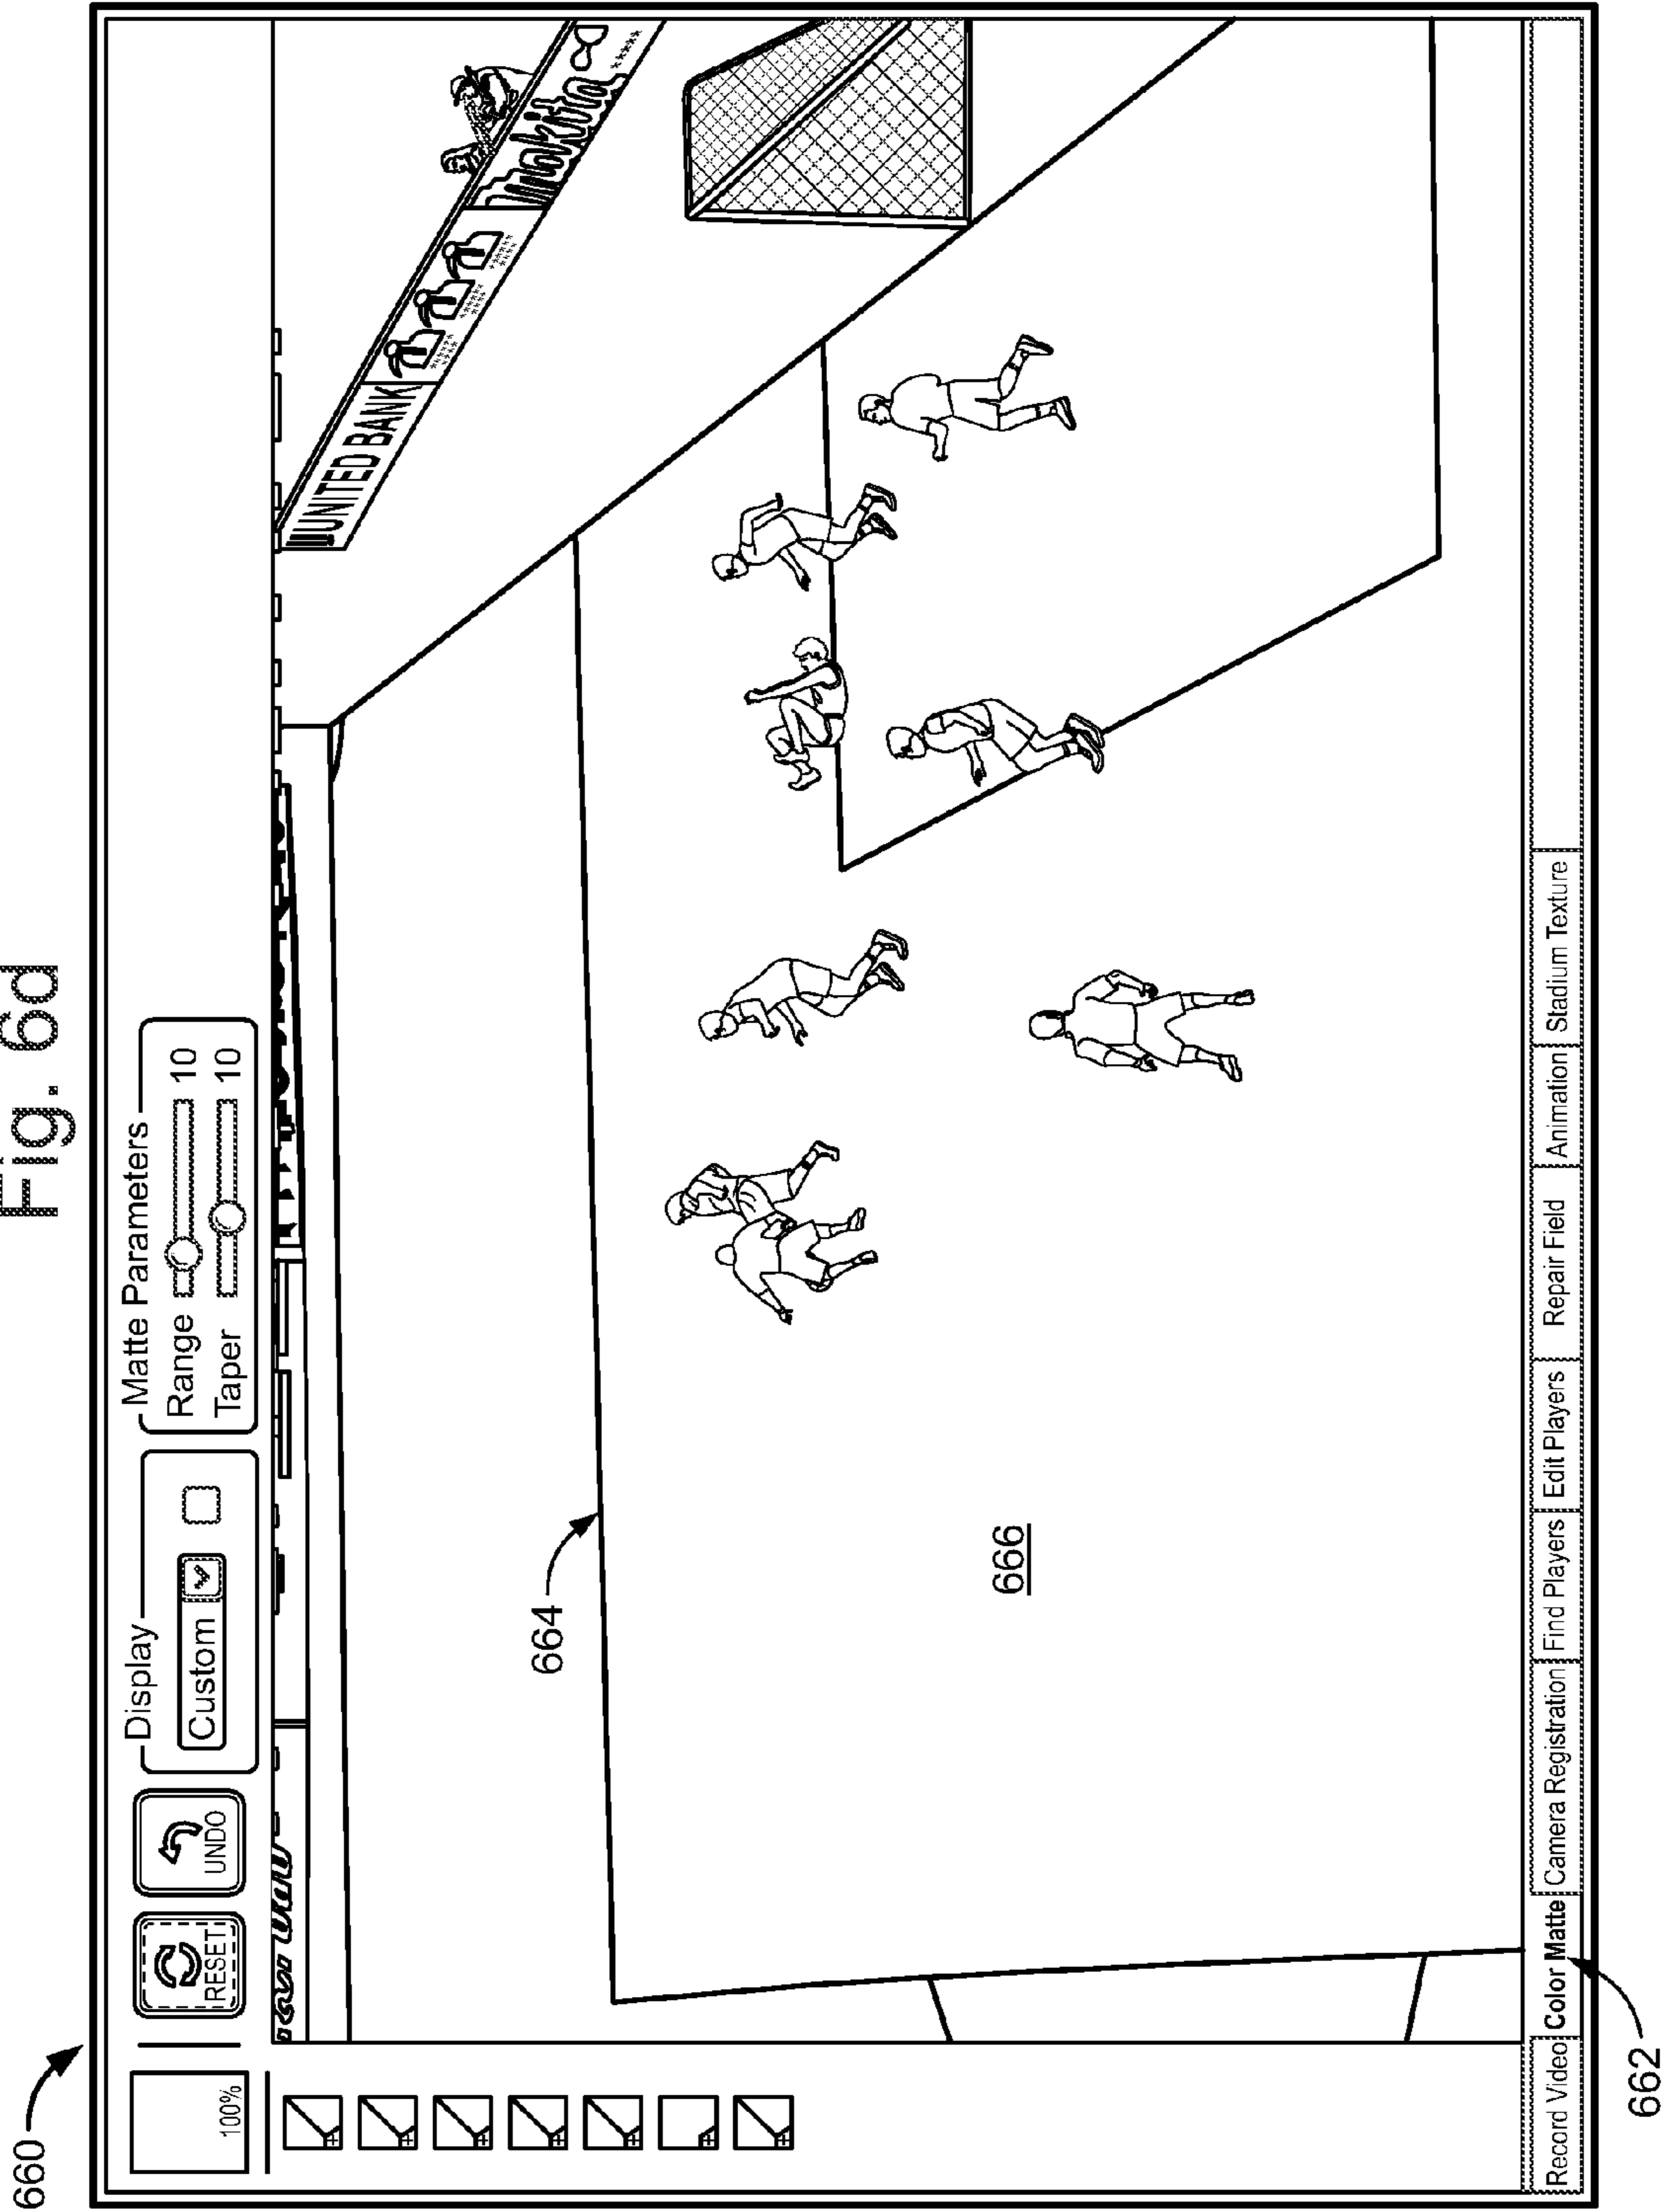 Fig. 6d
660
100%
RESET
UNDO
Display
Custom
Matte Parameters
Range 10
Taper 10
UNITED BANK
makita
664
666
Record Video Color Matte Camera Registration Find Players Edit Players Repair Field Animation Stadium Texture
662